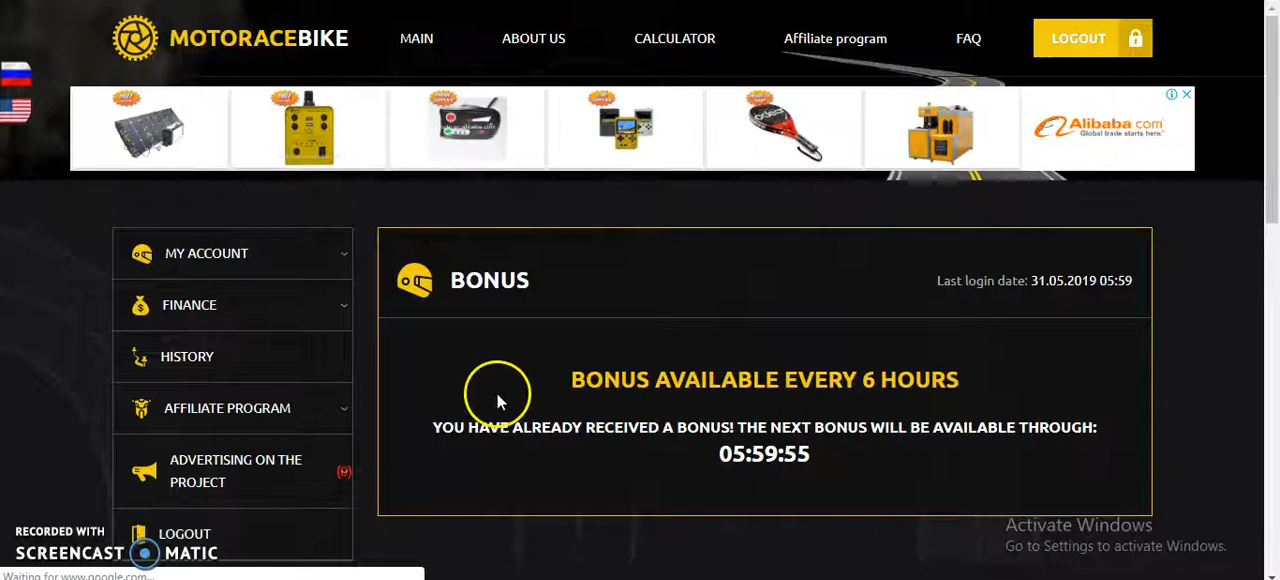 MOTORACEBIKE
MAIN
ABOUT US
CALCULATOR
Affiliate program
FAQ
LOGOUT
Alibaba.com
Global trade starts here.™
MY ACCOUNT
FINANCE
HISTORY
AFFILIATE PROGRAM
ADVERTISING ON THE
PROJECT
LOGOUT
BONUS
Last login date: 31.05.2019 05:59
BONUS AVAILABLE EVERY 6 HOURS
YOU HAVE ALREADY RECEIVED A BONUS! THE NEXT BONUS WILL BE AVAILABLE THROUGH:
05:59:55
RECORDED WITH
SCREENCAST MATIC
Activate Windows
Go to Settings to activate Windows.
Waiting for www.google.com...